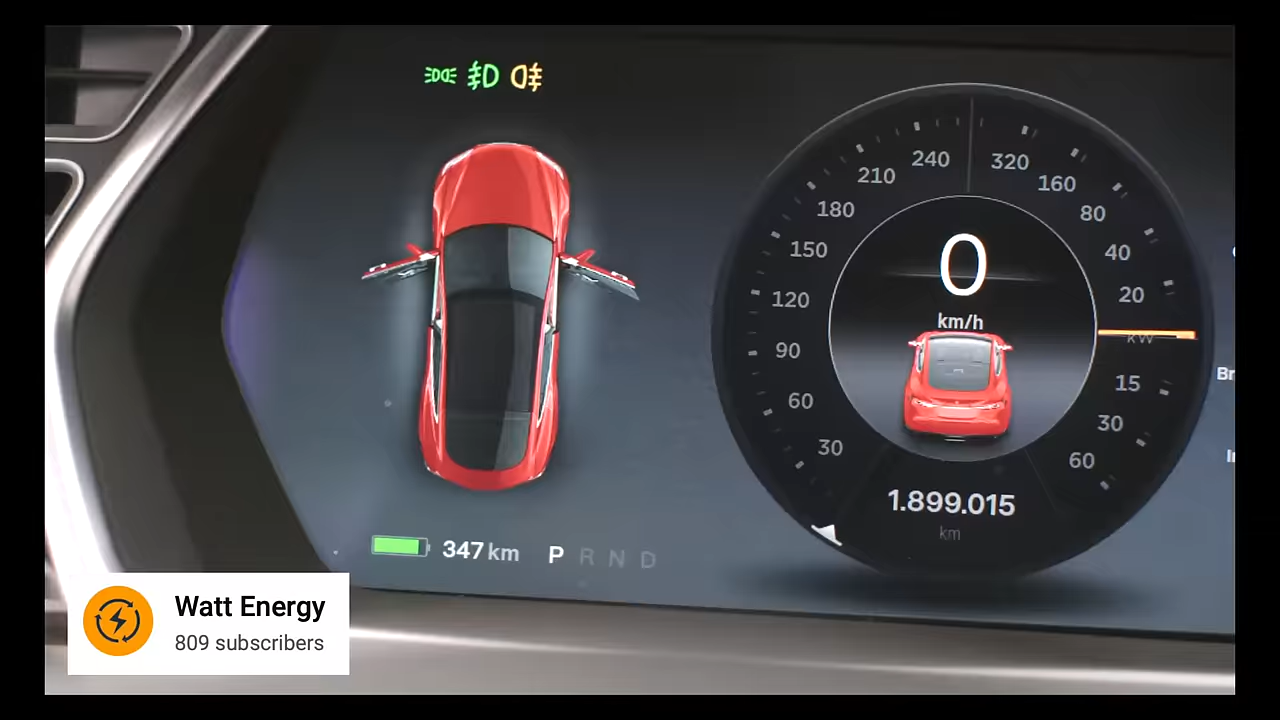 240
320
210
160
180
80
150
40
0
20
120
km/h
kW
90
15
60
30
30
60
1.899.015
km
347 km
P R N D
Br
Watt Energy
809 subscribers